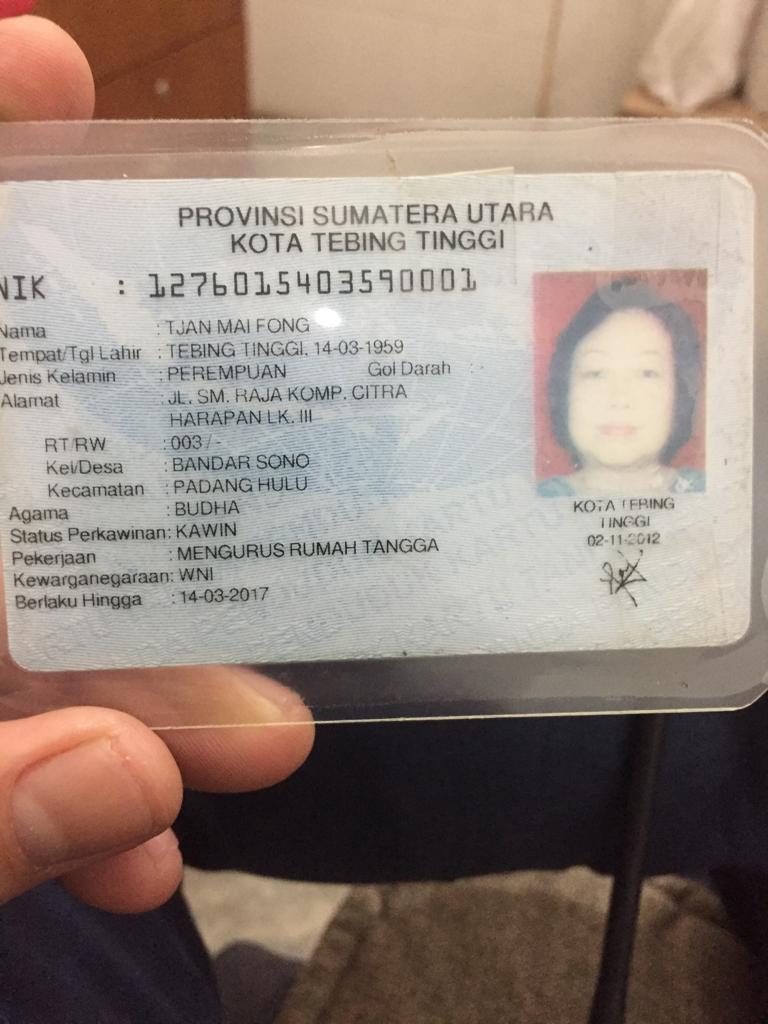 PROVINSI SUMATERA UTARA
KOTA TEBING TINGGI
NIK : 1276015403590001
Nama : TJAN MAI FONG
Tempat/Tgl Lahir : TEBING TINGGI, 14-03-1959
Jenis Kelamin : PEREMPUAN Gol Darah :
Alamat : JL. SM. RAJA KOMP. CITRA
HARAPAN LK. III
RT/RW : 003 / -
Kel/Desa : BANDAR SONO
Kecamatan : PADANG HULU
Agama : BUDHA
Status Perkawinan: KAWIN
Pekerjaan : MENGURUS RUMAH TANGGA
Kewarganegaraan: WNI
Berlaku Hingga : 14-03-2017
KOTA TEBING
TINGGI
02-11-2012